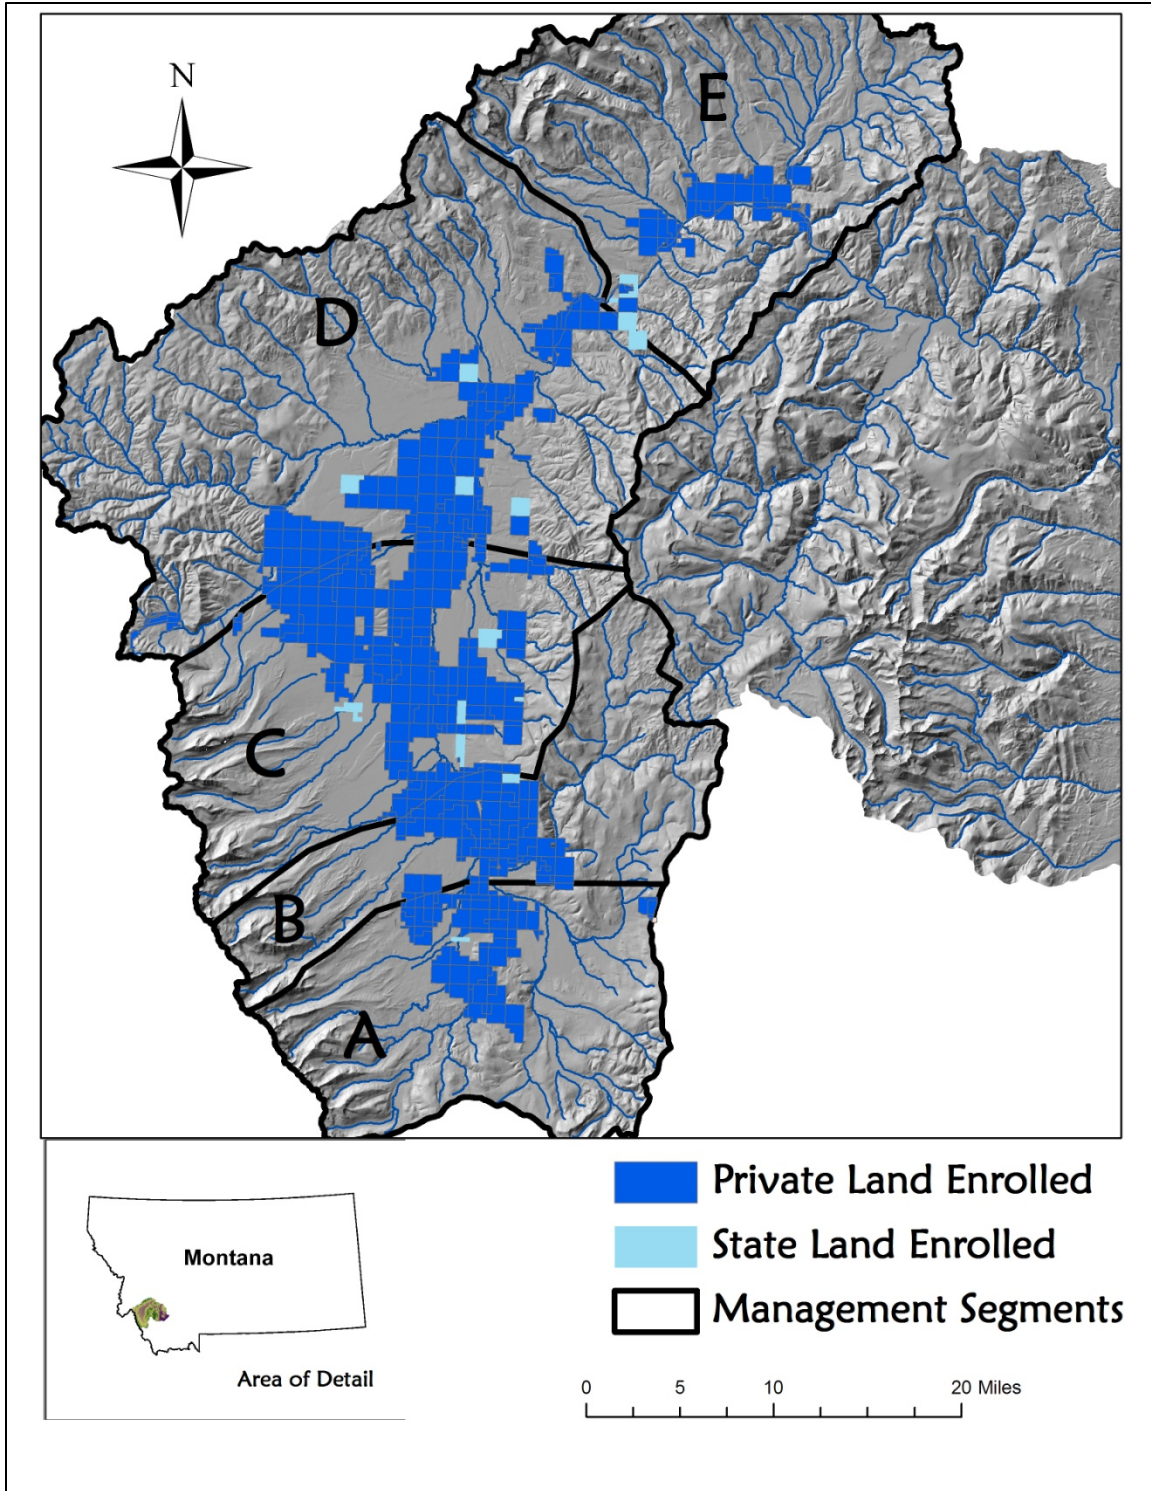 N
E
D
C
B
A
Private Land Enrolled
State Land Enrolled
Management Segments
Montana
Area of Detail
0 5 10 20 Miles